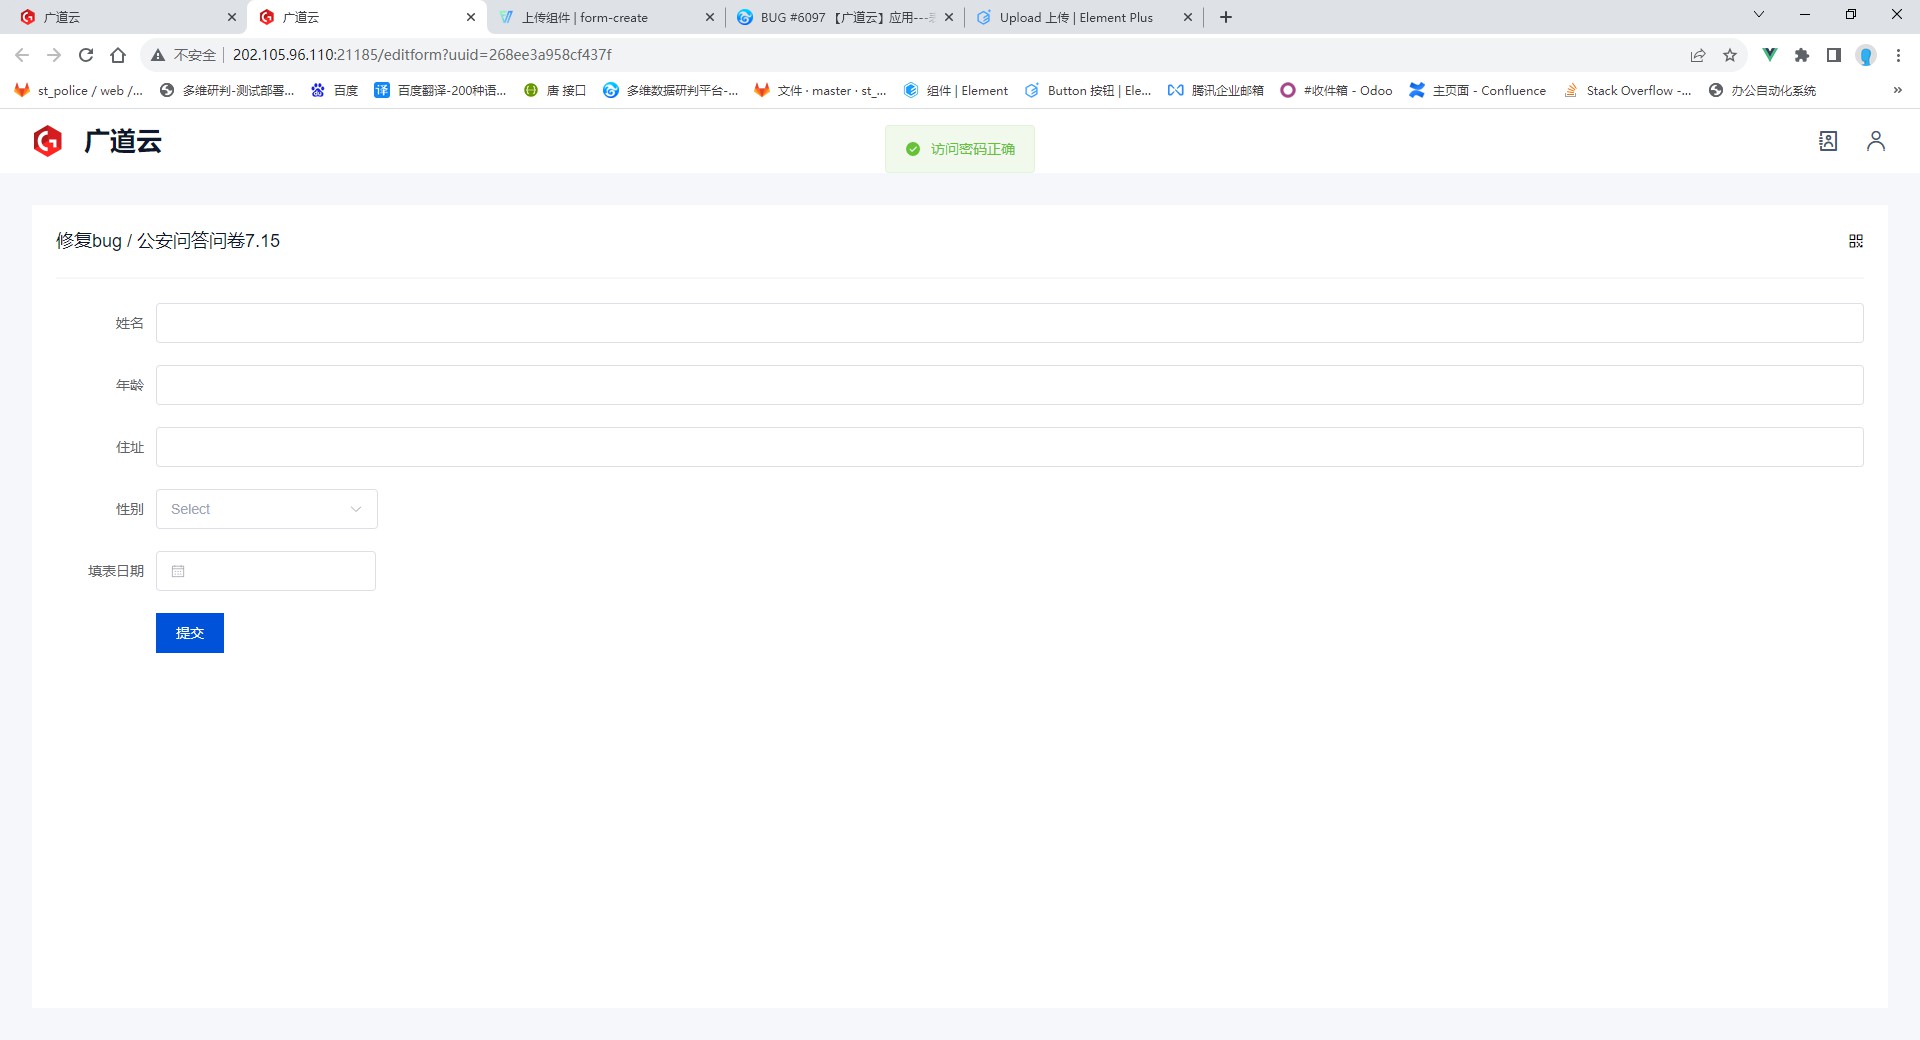 广道云
广道云
上传组件 | form-create
BUG #6097 【广道云】应用---
Upload 上传 | Element Plus
不安全
202.105.96.110:21185/editform?uuid=268ee3a958cf437f
st_police / web /...
多维研判-测试部署...
百度
译
百度翻译-200种语...
唐 接口
多维数据研判平台-...
文件 · master · st_...
组件 | Element
Button 按钮 | Ele...
腾讯企业邮箱
#收件箱 - Odoo
主页面 - Confluence
Stack Overflow -...
办公自动化系统
»
广道云
访问密码正确
修复bug / 公安问答问卷7.15
姓名
年龄
住址
性别
Select
填表日期
提交